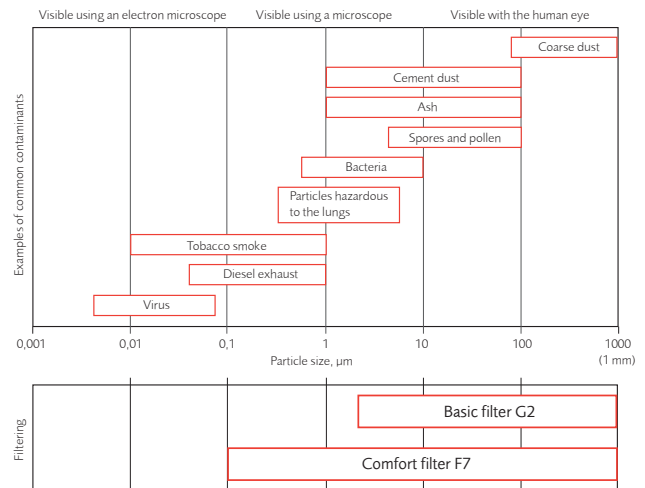 Visible using an electron microscope
Visible using a microscope
Visible with the human eye
Examples of common contaminants
Coarse dust
Cement dust
Ash
Spores and pollen
Bacteria
Particles hazardous
to the lungs
Tobacco smoke
Diesel exhaust
Virus
0,001
0,01
0,1
1
10
100
1000
Particle size, µm
(1 mm)
Filtering
Basic filter G2
Comfort filter F7